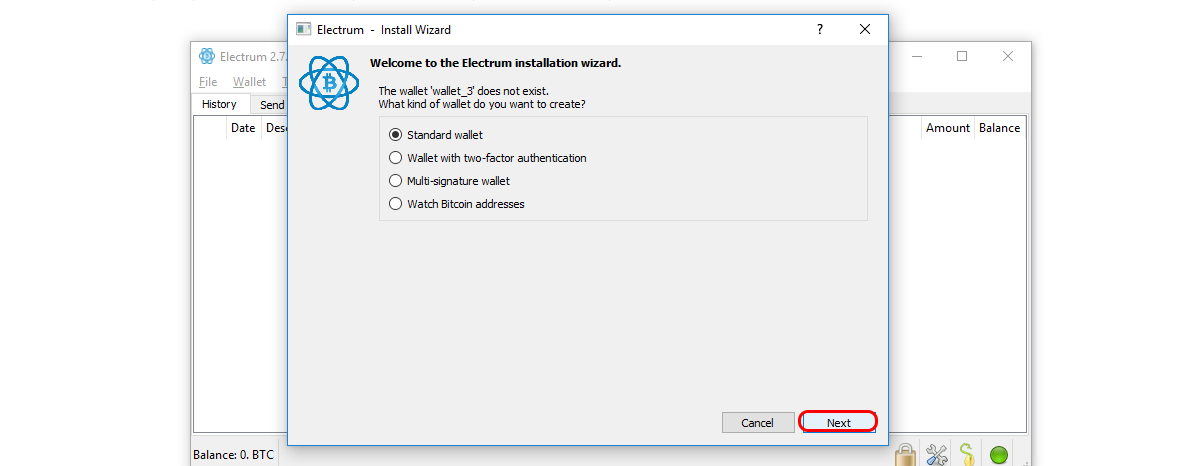 Electrum - Install Wizard
?
Electrum 2.7.
File Wallet
History Send
Date
Amount Balance
Welcome to the Electrum installation wizard.
The wallet 'wallet_3' does not exist.
What kind of wallet do you want to create?
Standard wallet
Wallet with two-factor authentication
Multi-signature wallet
Watch Bitcoin addresses
Cancel Next
Balance: 0. BTC